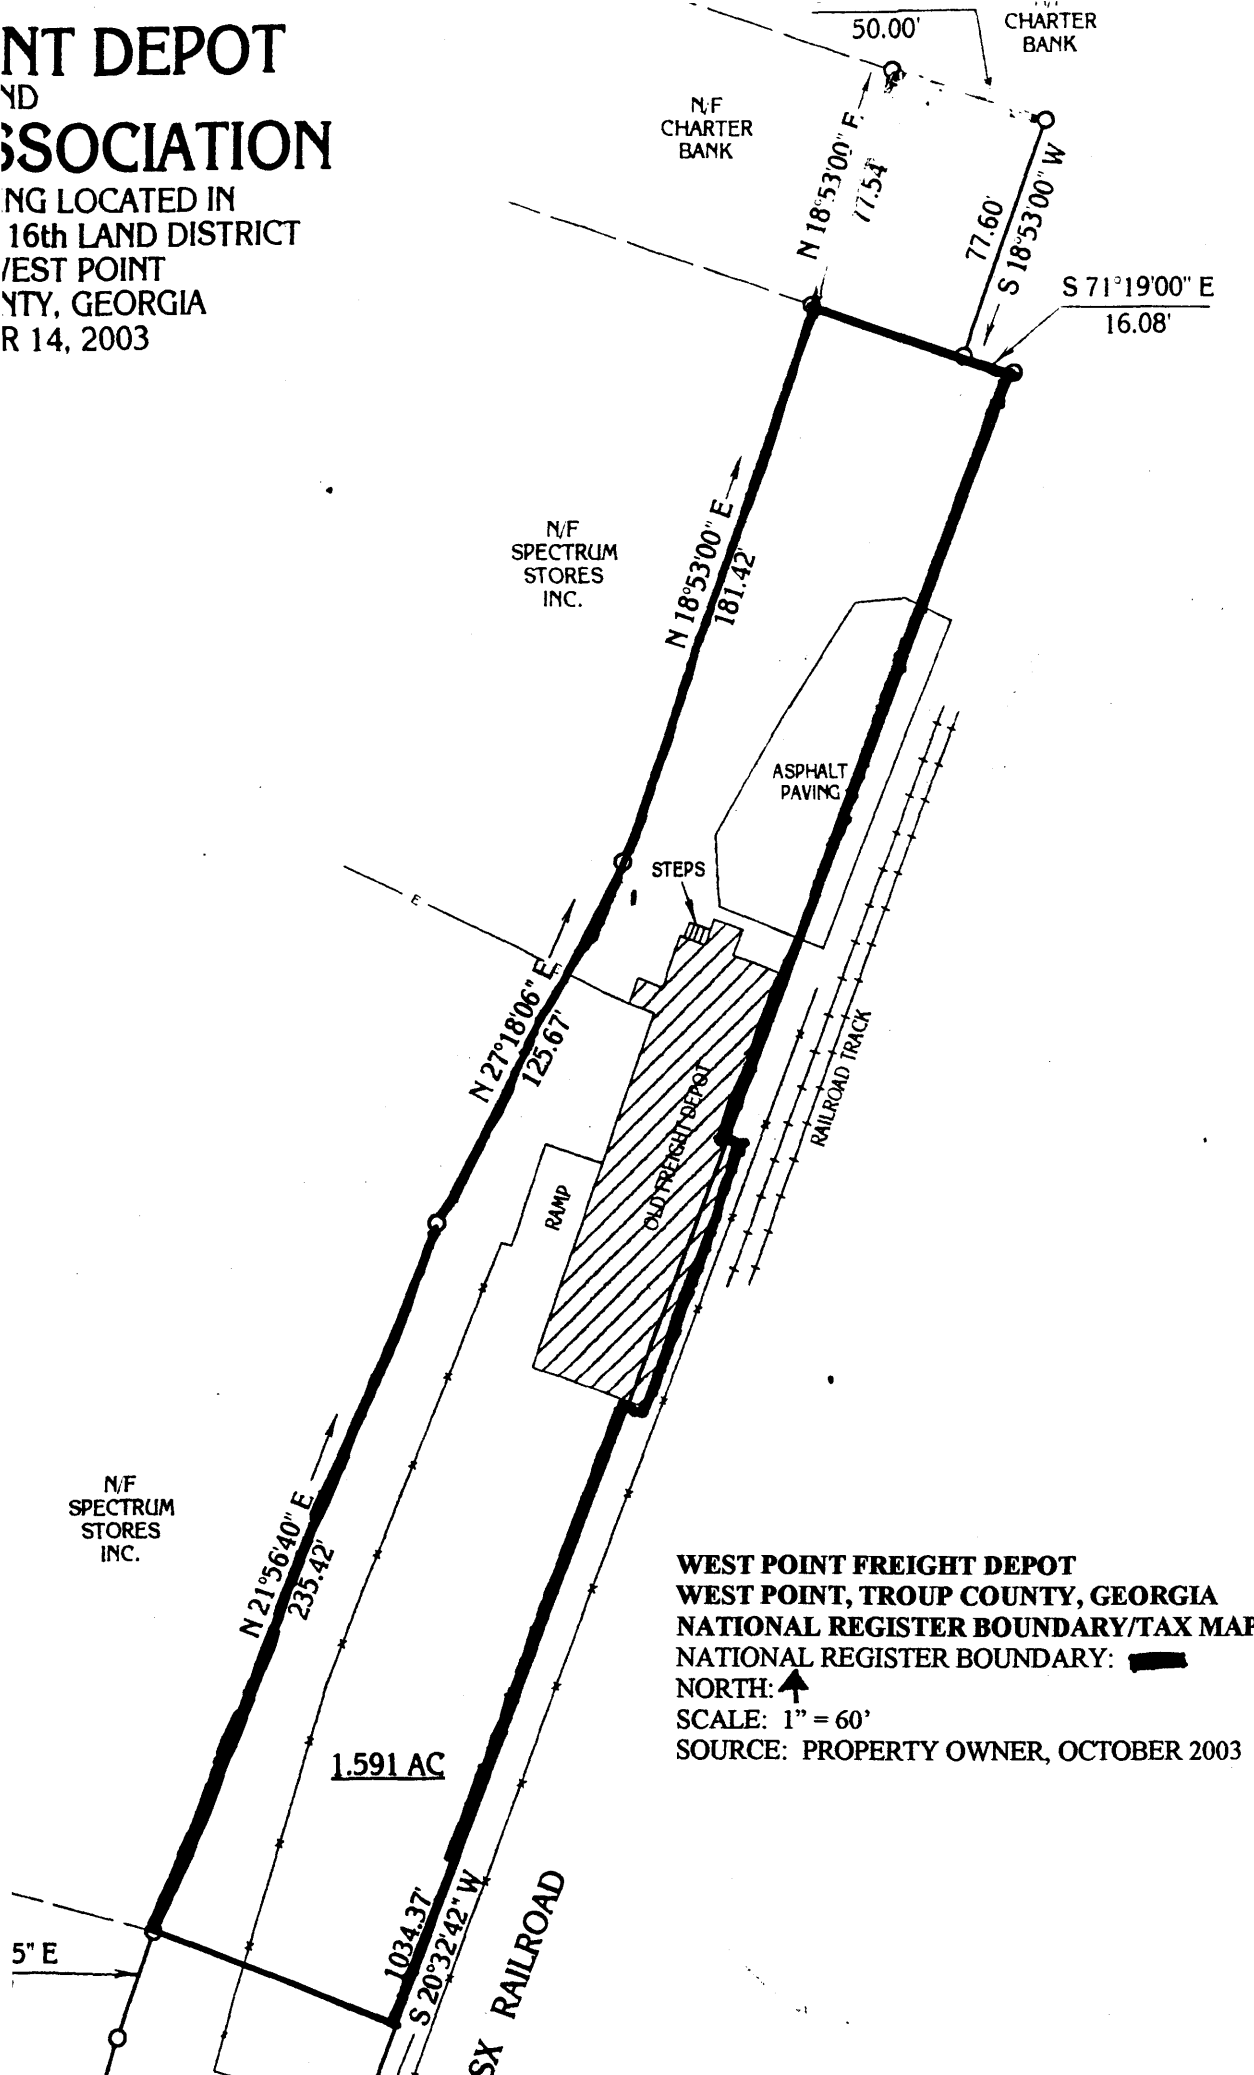 NT DEPOT
ND
SSOCIATION
NG LOCATED IN
16th LAND DISTRICT
/EST POINT
NTY, GEORGIA
R 14, 2003
50.00'
N/F
CHARTER
BANK
N/F
CHARTER
BANK
N 18°53'00" E
77.54'
77.60'
S 18°53'00" W
S 71°19'00" E
16.08'
N/F
SPECTRUM
STORES
INC.
N 18°53'00" E
181.42'
ASPHALT
PAVING
STEPS
E
E
N 27°18'06" E
125.67'
RAILROAD TRACK
OLD FREIGHT DEPOT
RAMP
N/F
SPECTRUM
STORES
INC.
N 21°56'40" E
235.42'
WEST POINT FREIGHT DEPOT
WEST POINT, TROUP COUNTY, GEORGIA
NATIONAL REGISTER BOUNDARY/TAX MAP
NATIONAL REGISTER BOUNDARY:
NORTH:
SCALE: 1" = 60'
SOURCE: PROPERTY OWNER, OCTOBER 2003
1.591 AC
1034.37'
S 20°32'42" W
SX RAILROAD
5" E